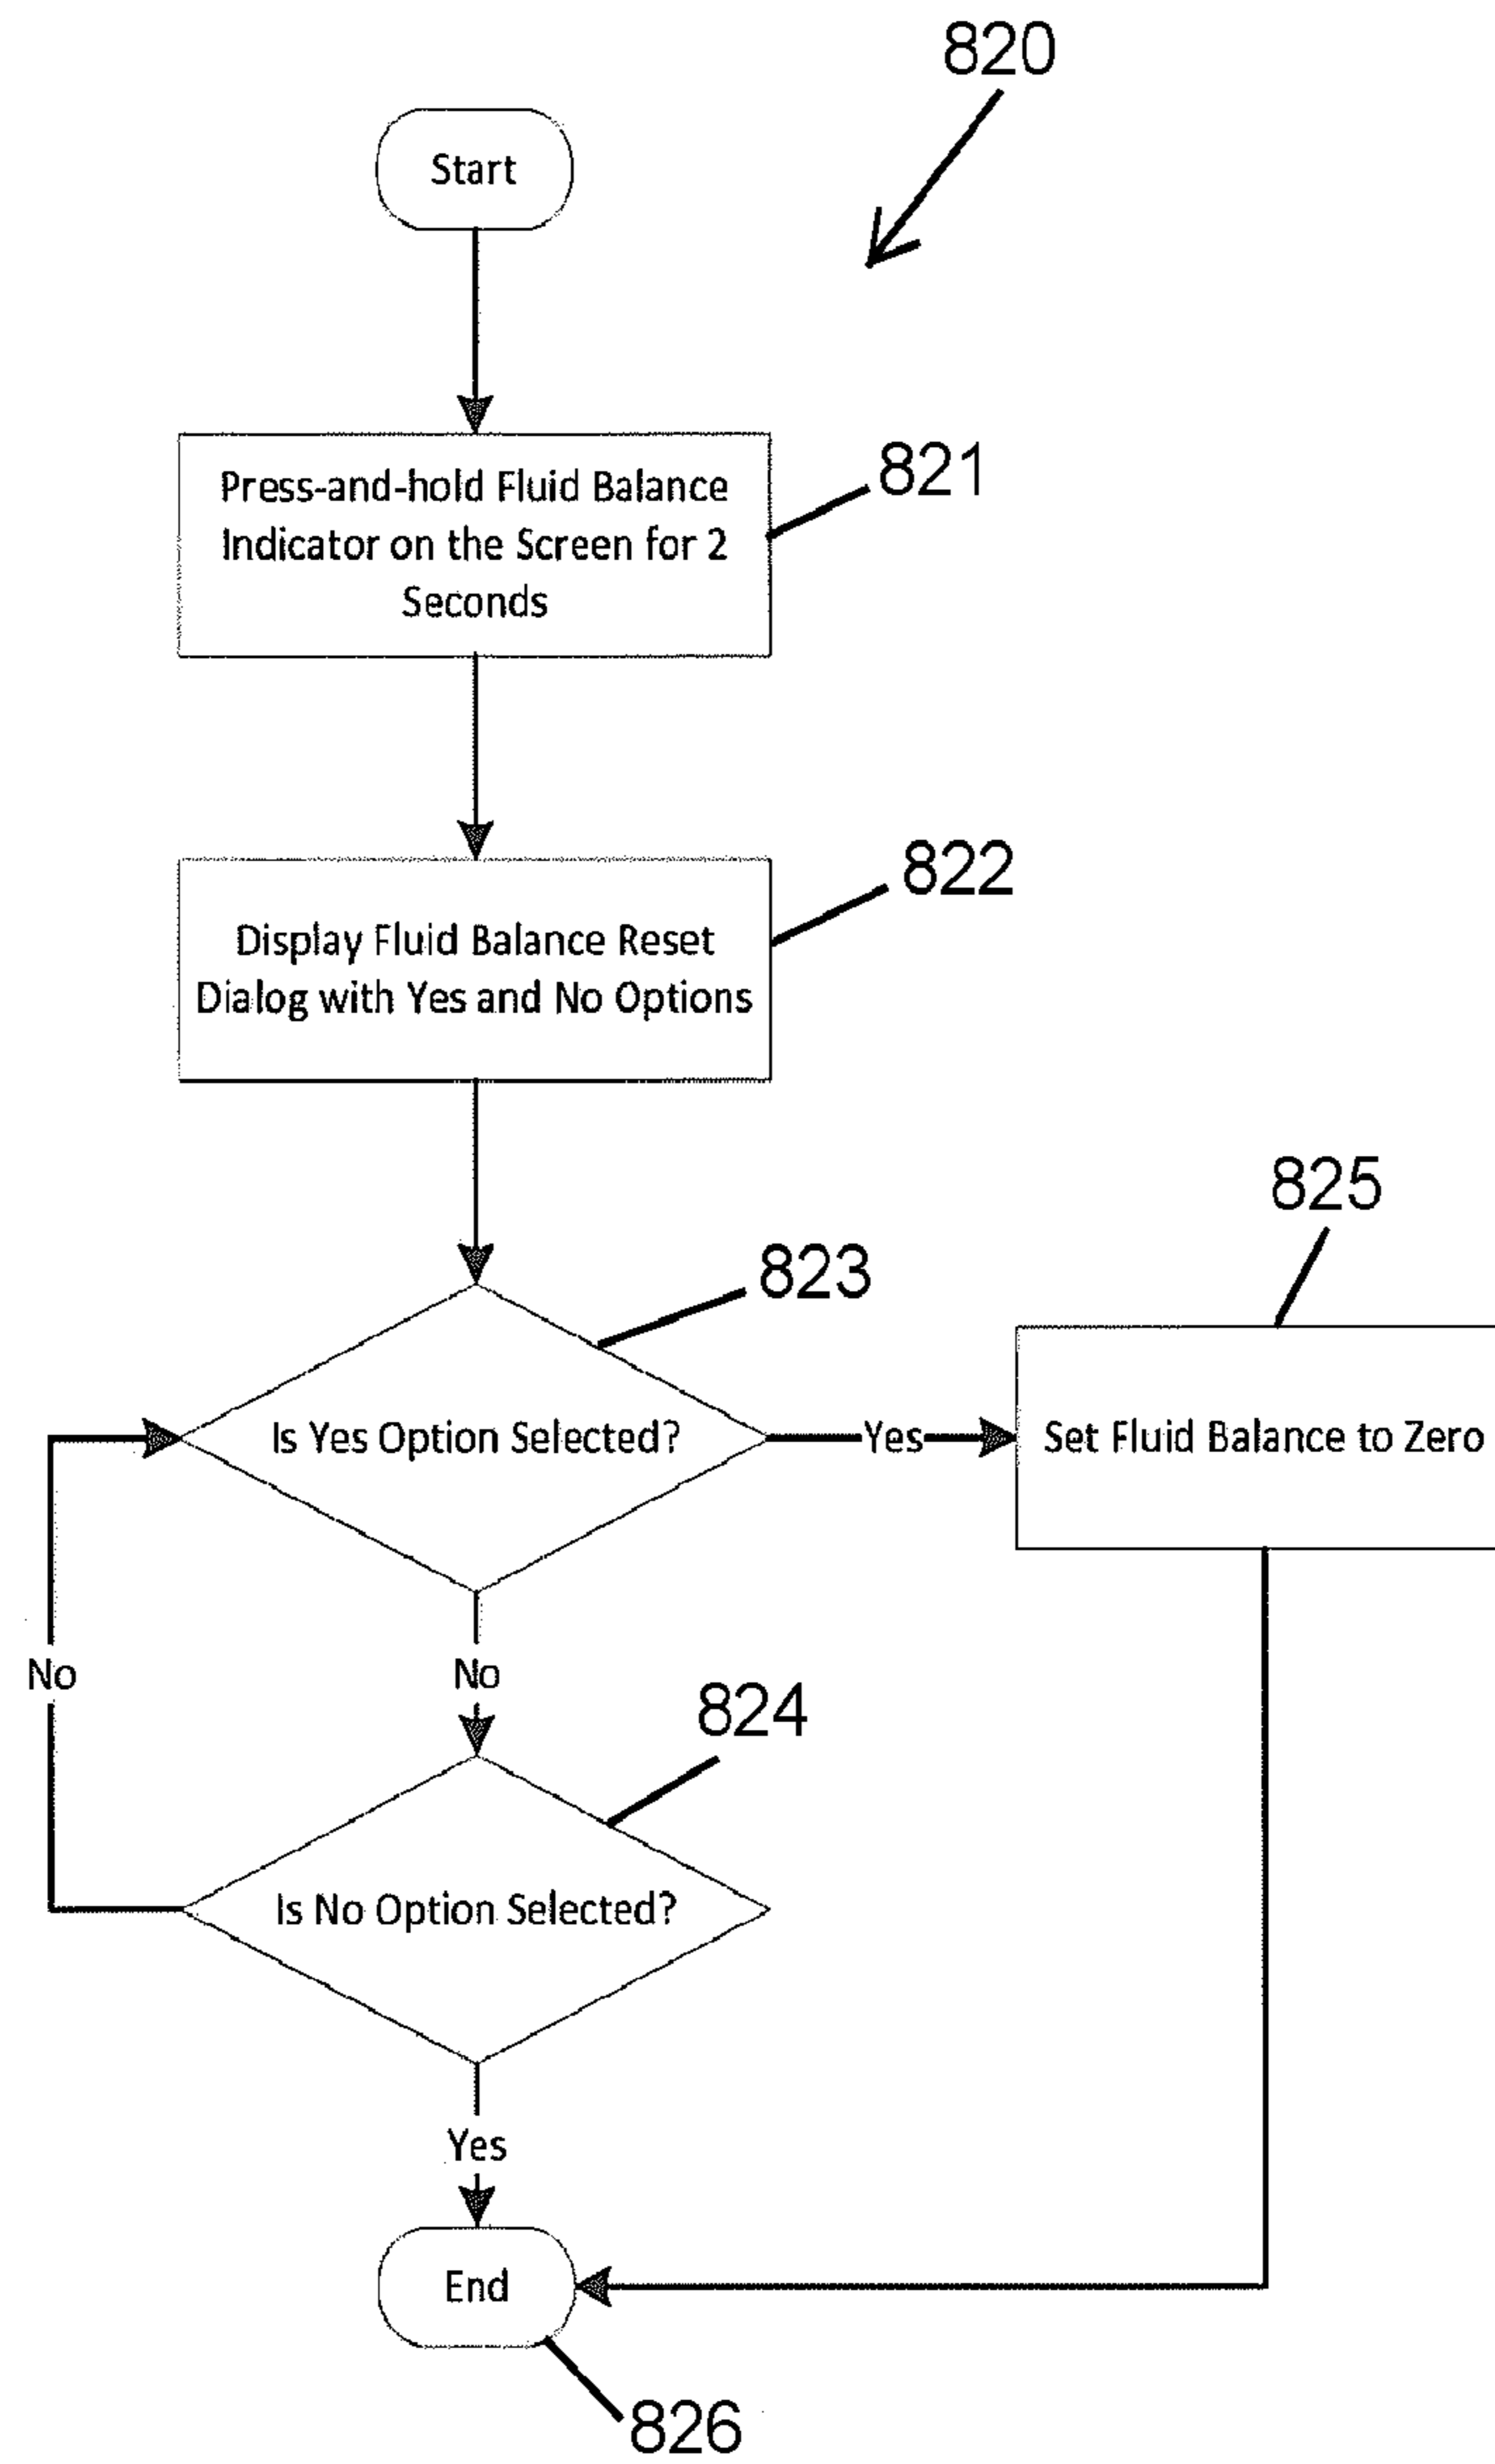 820
Start
Press-and-hold Fluid Balance
Indicator on the Screen for 2
Seconds
821
Display Fluid Balance Reset
Dialog with Yes and No Options
822
823
Is Yes Option Selected?
Yes
825
Set Fluid Balance to Zero
No
No
824
Is No Option Selected?
Yes
End
826